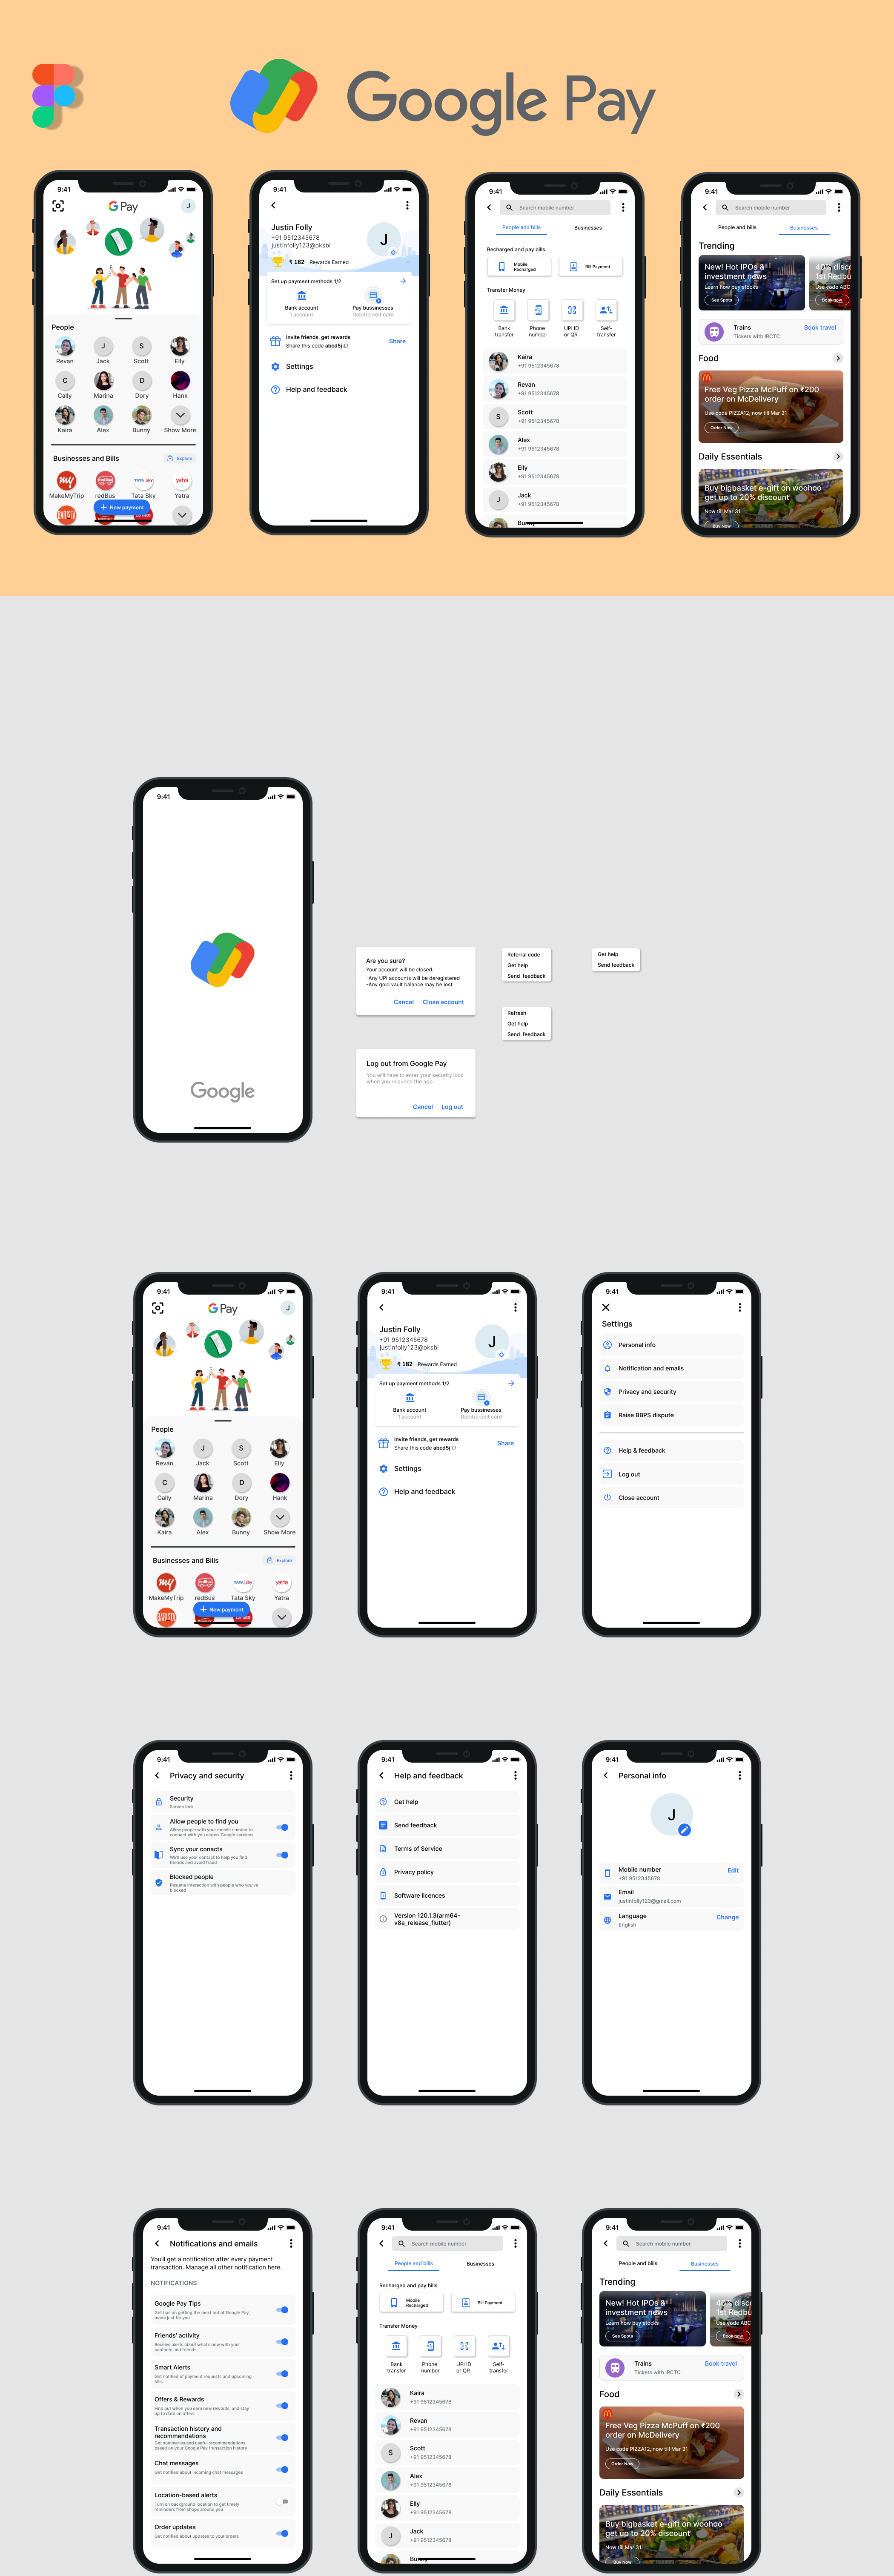 Google Pay
9:41
G Pay
J
People
Revan
J
Jack
S
Scott
Elly
C
Cally
Marina
D
Dory
Hank
Kaira
Alex
Bunny
Show More
Businesses and Bills
Explore
my
MakeMyTrip
redBus
redBus
TATA sky
Tata Sky
yatra
Yatra
BARISTA
New payment
9:41
Justin Folly
+91 9512345678
justinfolly123@oksbi
J
₹ 182 Rewards Earned
Set up payment methods 1/2
Bank account
1 account
Pay bussinesses
Debit/credit card
Invite friends, get rewards
Share this code abcd5j
Share
Settings
Help and feedback
9:41
Search mobile number
People and bills
Businesses
Recharged and pay bills
Mobile
Recharged
Bill Payment
Transfer Money
Bank
transfer
Phone
number
UPI ID
or QR
Self-
transfer
Kaira
+91 9512345678
Revan
+91 9512345678
S
Scott
+91 9512345678
Alex
+91 9512345678
Elly
+91 9512345678
J
Jack
+91 9512345678
9:41
Search mobile number
People and bills
Businesses
Trending
New! Hot IPOs &
investment news
Learn how buy stocks
See Spots
1st Redbu
Use code ABC
Book now
Trains
Tickets with IRCTC
Book travel
Food
Free Veg Pizza McPuff on ₹200
order on McDelivery
Use code PIZZA12, now till Mar 31
Order Now
Daily Essentials
Buy bigbasket e-gift on woohoo
get up to 20% discount
Now till Mar 31
Buy Now
9:41
Google
Are you sure?
Your account will be closed.
-Any UPI accounts will be deregistered
-Any gold vault balance may be lost
Cancel
Close account
Referral code
Get help
Send feedback
Get help
Send feedback
Refresh
Get help
Send feedback
Log out from Google Pay
You will have to enter your security lock
when you relaunch the app.
Cancel
Log out
9:41
G Pay
J
People
Revan
J
Jack
S
Scott
Elly
C
Cally
Marina
D
Dory
Hank
Kaira
Alex
Bunny
Show More
Businesses and Bills
Explore
my
MakeMyTrip
redBus
redBus
TATA sky
Tata Sky
yatra
Yatra
BARISTA
New payment
9:41
Justin Folly
+91 9512345678
justinfolly123@oksbi
J
₹ 182 Rewards Earned
Set up payment methods 1/2
Bank account
1 account
Pay bussinesses
Debit/credit card
Invite friends, get rewards
Share this code abcd5j
Share
Settings
Help and feedback
9:41
Settings
Personal info
Notification and emails
Privacy and security
Raise BBPS dispute
Help & feedback
Log out
Close account
9:41
Privacy and security
Security
Screen lock
Allow people to find you
Allow people with your mobile number to
connect with you across Google services
Sync your conacts
We'll use your contact to help you find
friends and avoid fraud
Blocked people
Resume interaction with people who you've
blocked
9:41
Help and feedback
Get help
Send feedback
Terms of Service
Privacy policy
Software licences
Version 120.1.3(arm64-
v8a_release_flutter)
9:41
Personal info
J
Mobile number
+91 9512345678
Edit
Email
justinfolly123@gmail.com
Language
English
Change
9:41
Notifications and emails
You'll get a notification after every payment
transaction. Manage all other notification here.
NOTIFICATIONS
Google Pay Tips
Get tips on getting the most out of Google Pay,
made just for you
Friends' activity
Receive alerts about what's new with your
contacts and friends
Smart Alerts
Get notified of payment requests and upcoming
bills
Offers & Rewards
Find out when you earn new rewards, and stay
up to date on offers
Transaction history and
recommendations
Get summaries and useful recommendations
based on your Google Pay transaction history
Chat messages
Get notified about incoming chat messages
Location-based alerts
Turn on background location to get timely
reminders from shops around you
Order updates
Get notified about updates to your orders
9:41
Search mobile number
People and bills
Businesses
Recharged and pay bills
Mobile
Recharged
Bill Payment
Transfer Money
Bank
transfer
Phone
number
UPI ID
or QR
Self-
transfer
Kaira
+91 9512345678
Revan
+91 9512345678
S
Scott
+91 9512345678
Alex
+91 9512345678
Elly
+91 9512345678
J
Jack
+91 9512345678
9:41
Search mobile number
People and bills
Businesses
Trending
New! Hot IPOs &
investment news
Learn how buy stocks
See Spots
1st Redbu
Use code ABC
Book now
Trains
Tickets with IRCTC
Book travel
Food
Free Veg Pizza McPuff on ₹200
order on McDelivery
Use code PIZZA12, now till Mar 31
Order Now
Daily Essentials
Buy bigbasket e-gift on woohoo
get up to 20% discount
Now till Mar 31
Buy Now